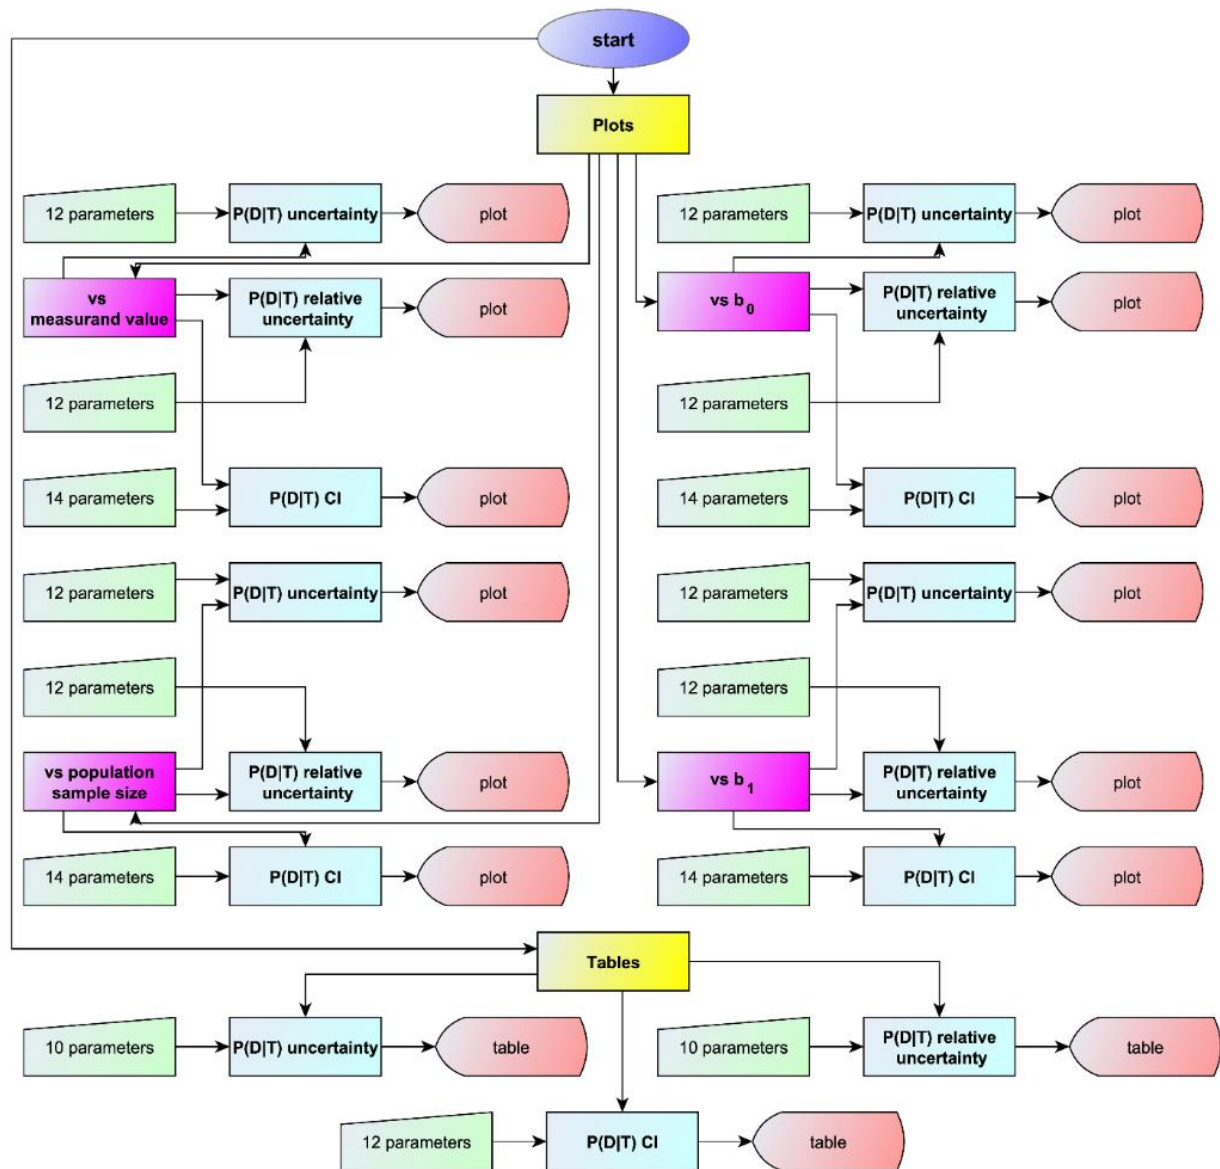 start
Plots
12 parameters
P(D|T) uncertainty
plot
12 parameters
P(D|T) uncertainty
plot
vs
measurand value
P(D|T) relative
uncertainty
plot
vs b_0
P(D|T) relative
uncertainty
plot
12 parameters
12 parameters
14 parameters
P(D|T) CI
plot
14 parameters
P(D|T) CI
plot
12 parameters
P(D|T) uncertainty
plot
12 parameters
P(D|T) uncertainty
plot
12 parameters
12 parameters
vs population
sample size
P(D|T) relative
uncertainty
plot
vs b_1
P(D|T) relative
uncertainty
plot
14 parameters
P(D|T) CI
plot
14 parameters
P(D|T) CI
plot
Tables
10 parameters
P(D|T) uncertainty
table
10 parameters
P(D|T) relative
uncertainty
table
12 parameters
P(D|T) CI
table